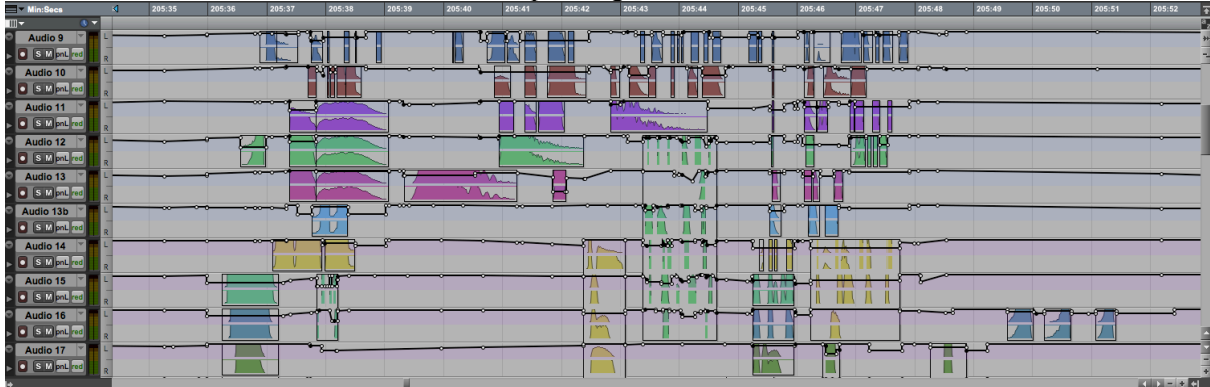 Min:Secs 205:35 205:36 205:37 205:38 205:39 205:40 205:41 205:42 205:43 205:44 205:45 205:46 205:47 205:48 205:49 205:50 205:51 205:52
Audio 9
L
S M pnL red
R
Audio 10
L
S M pnL red
R
Audio 11
L
S M pnL red
R
Audio 12
L
S M pnL red
R
Audio 13
L
S M pnL red
R
Audio 13b
L
S M pnL red
R
Audio 14
L
S M pnL red
R
Audio 15
L
S M pnL red
R
Audio 16
L
S M pnL red
R
Audio 17
L
S M pnL red
R